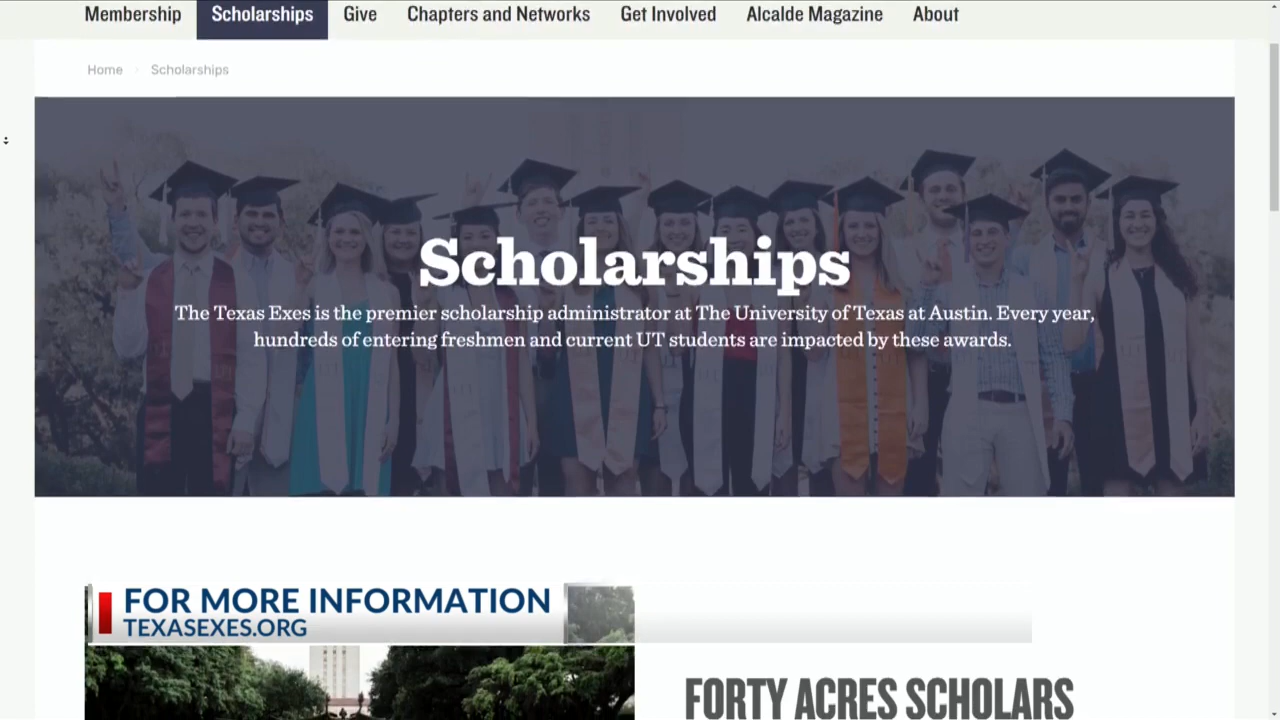 Membership Scholarships Give Chapters and Networks Get Involved Alcalde Magazine About
Home Scholarships
Scholarships
The Texas Exes is the premier scholarship administrator at The University of Texas at Austin. Every year,
hundreds of entering freshmen and current UT students are impacted by these awards.
FOR MORE INFORMATION
TEXASEXES.ORG
FORTY ACRES SCHOLARS